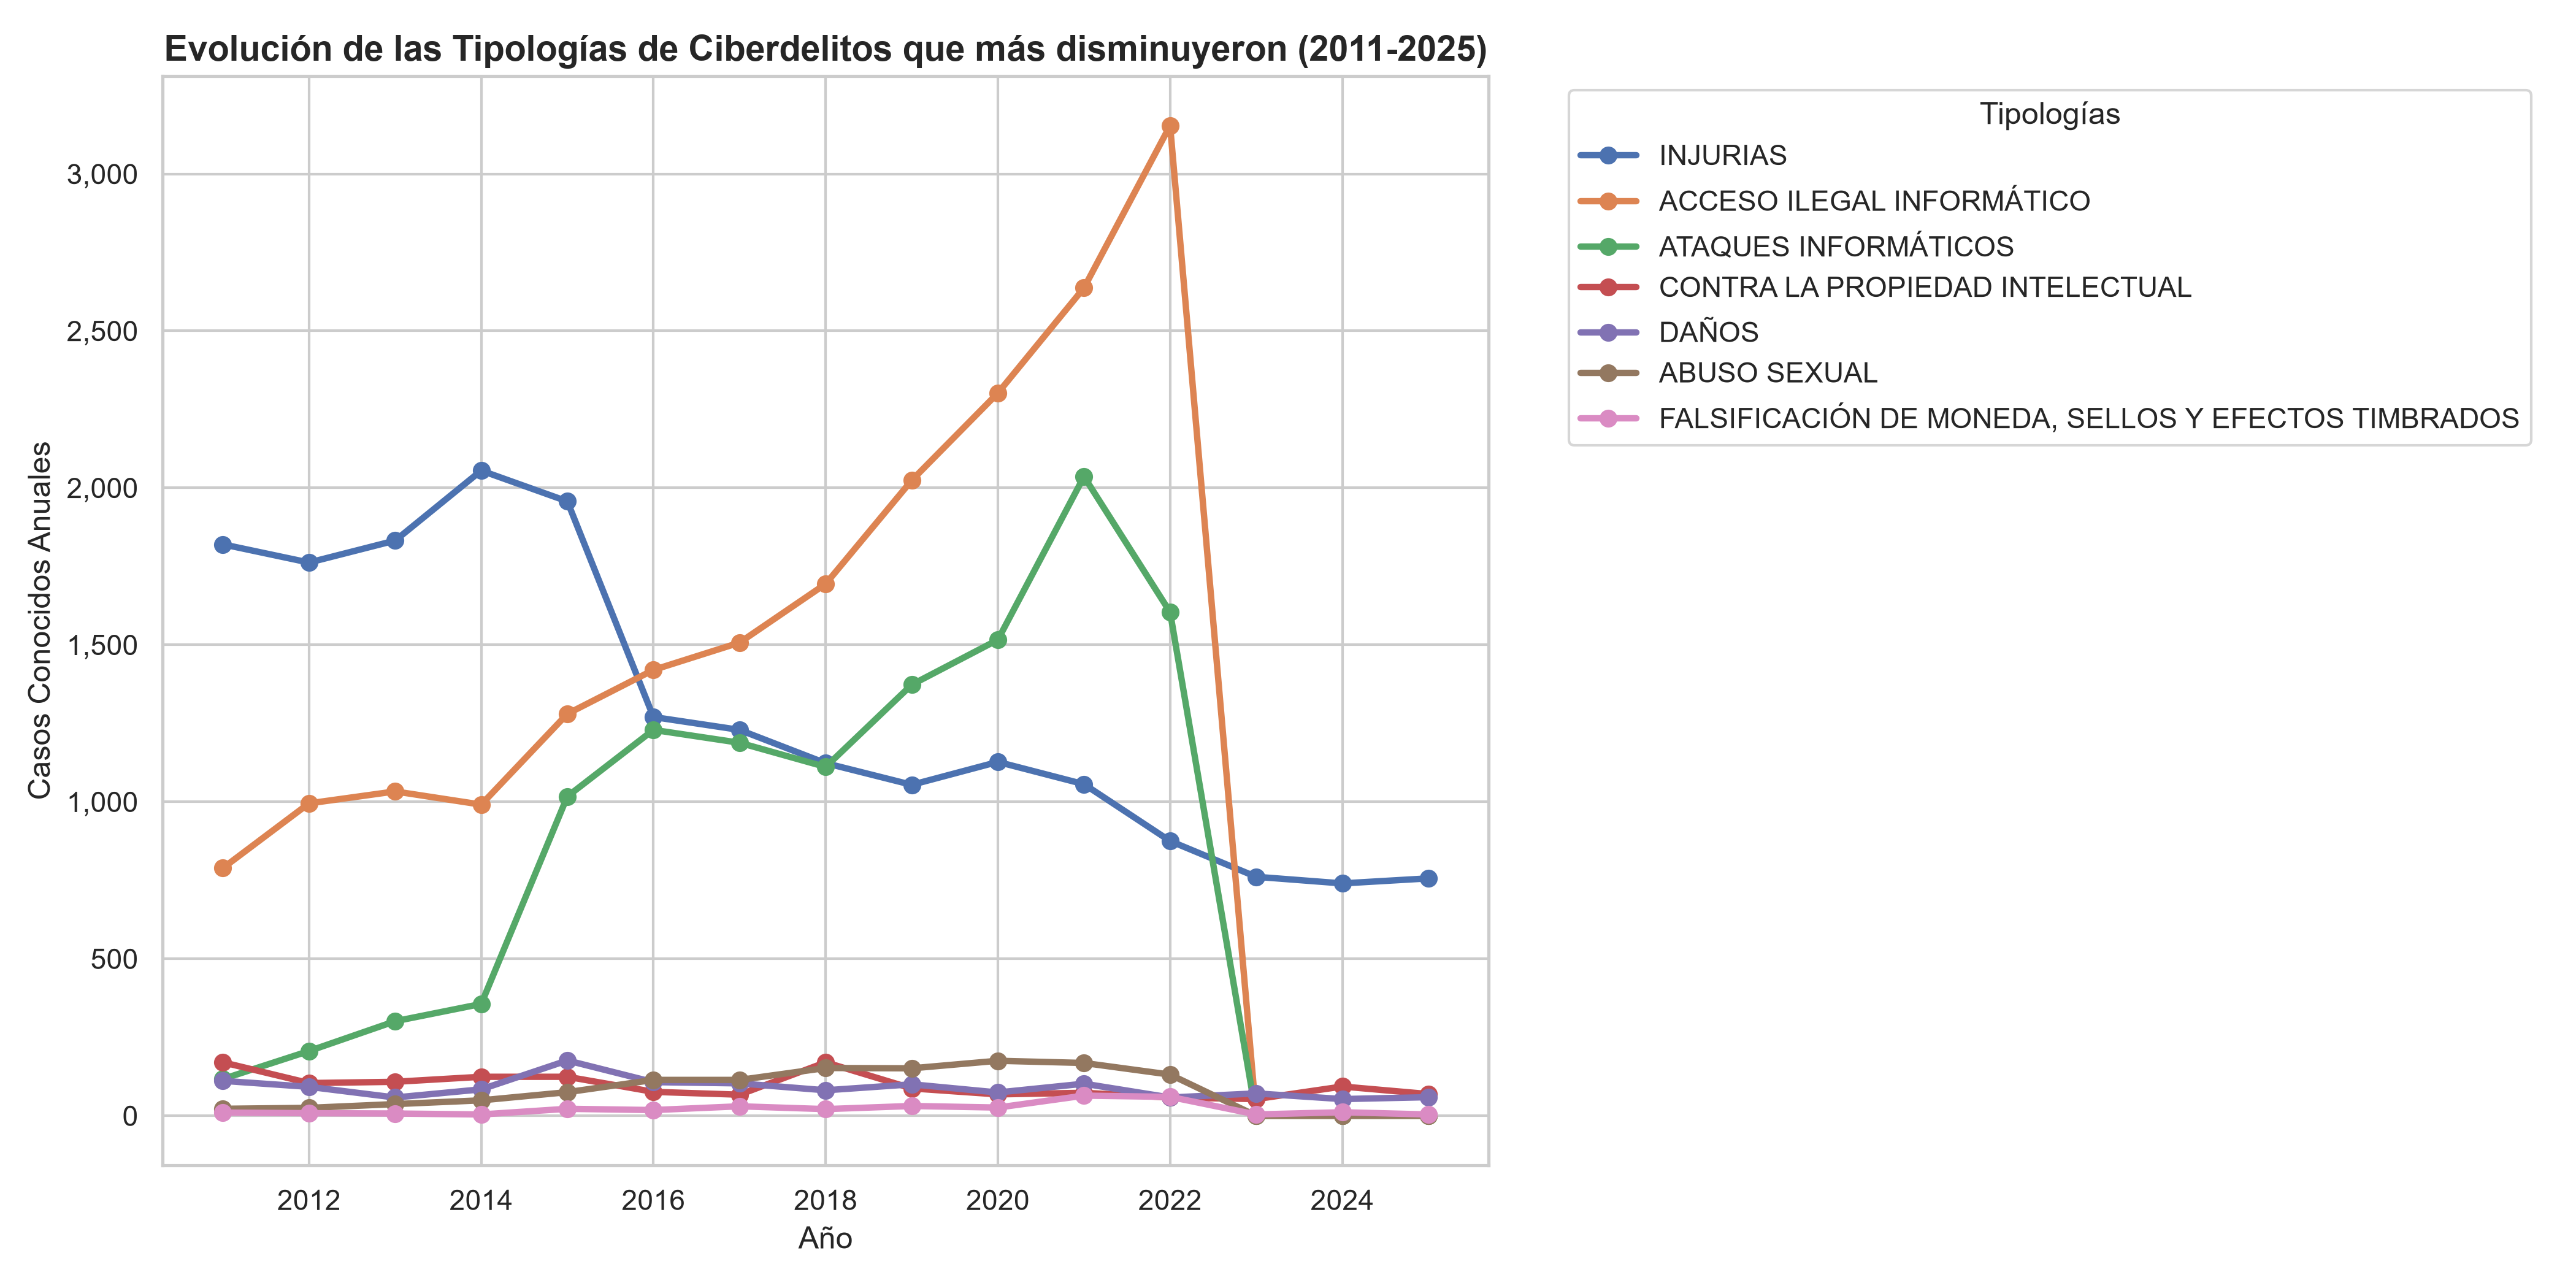 Evolución de las Tipologías de Ciberdelitos que más disminuyeron (2011-2025)
Casos Conocidos Anuales
3,000
2,500
2,000
1,500
1,000
500
0
2012
2014
2016
2018
2020
2022
2024
Año
Tipologías
INJURIAS
ACCESO ILEGAL INFORMÁTICO
ATAQUES INFORMÁTICOS
CONTRA LA PROPIEDAD INTELECTUAL
DAÑOS
ABUSO SEXUAL
FALSIFICACIÓN DE MONEDA, SELLOS Y EFECTOS TIMBRADOS